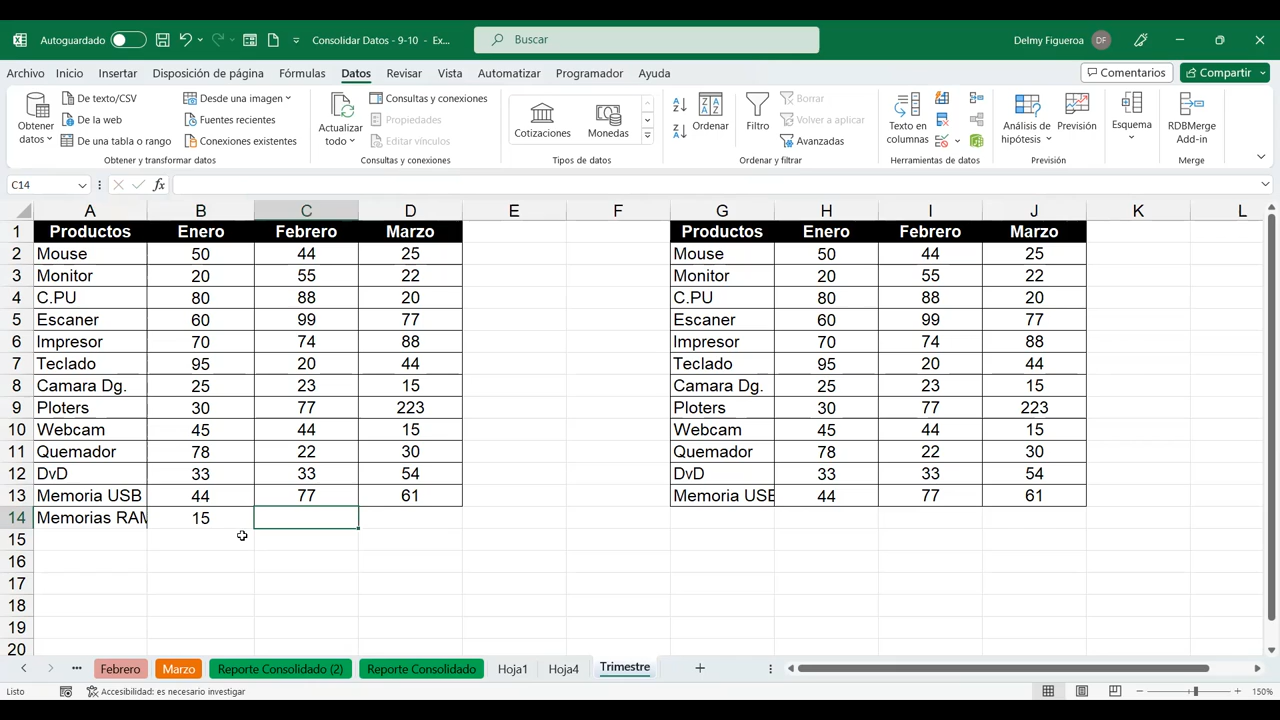 Autoguardado
Consolidar Datos - 9-10 - Ex...
Buscar
Delmy Figueroa DF
Archivo Inicio Insertar Disposición de página Fórmulas Datos Revisar Vista Automatizar Programador Ayuda Comentarios Compartir
Obtener datos
De texto/CSV
De la web
De una tabla o rango
Desde una imagen
Fuentes recientes
Conexiones existentes
Obtener y transformar datos
Actualizar todo
Consultas y conexiones
Propiedades
Editar vínculos
Consultas y conexiones
Cotizaciones Monedas
Tipos de datos
Ordenar Filtro
Borrar
Volver a aplicar
Avanzadas
Ordenar y filtrar
Texto en columnas
Herramientas de datos
Análisis de hipótesis
Previsión
Previsión
Esquema
RDBMerge Add-in
Merge
C14 fx
A B C D E F G H I J K L
1 Productos Enero Febrero Marzo Productos Enero Febrero Marzo
2 Mouse 50 44 25 Mouse 50 44 25
3 Monitor 20 55 22 Monitor 20 55 22
4 C.PU 80 88 20 C.PU 80 88 20
5 Escaner 60 99 77 Escaner 60 99 77
6 Impresor 70 74 88 Impresor 70 74 88
7 Teclado 95 20 44 Teclado 95 20 44
8 Camara Dg. 25 23 15 Camara Dg. 25 23 15
9 Ploters 30 77 223 Ploters 30 77 223
10 Webcam 45 44 15 Webcam 45 44 15
11 Quemador 78 22 30 Quemador 78 22 30
12 DvD 33 33 54 DvD 33 33 54
13 Memoria USB 44 77 61 Memoria USB 44 77 61
14 Memorias RAM 15
15
16
17
18
19
20
... Febrero Marzo Reporte Consolidado (2) Reporte Consolidado Hoja1 Hoja4 Trimestre
Listo Accesibilidad: es necesario investigar 150%